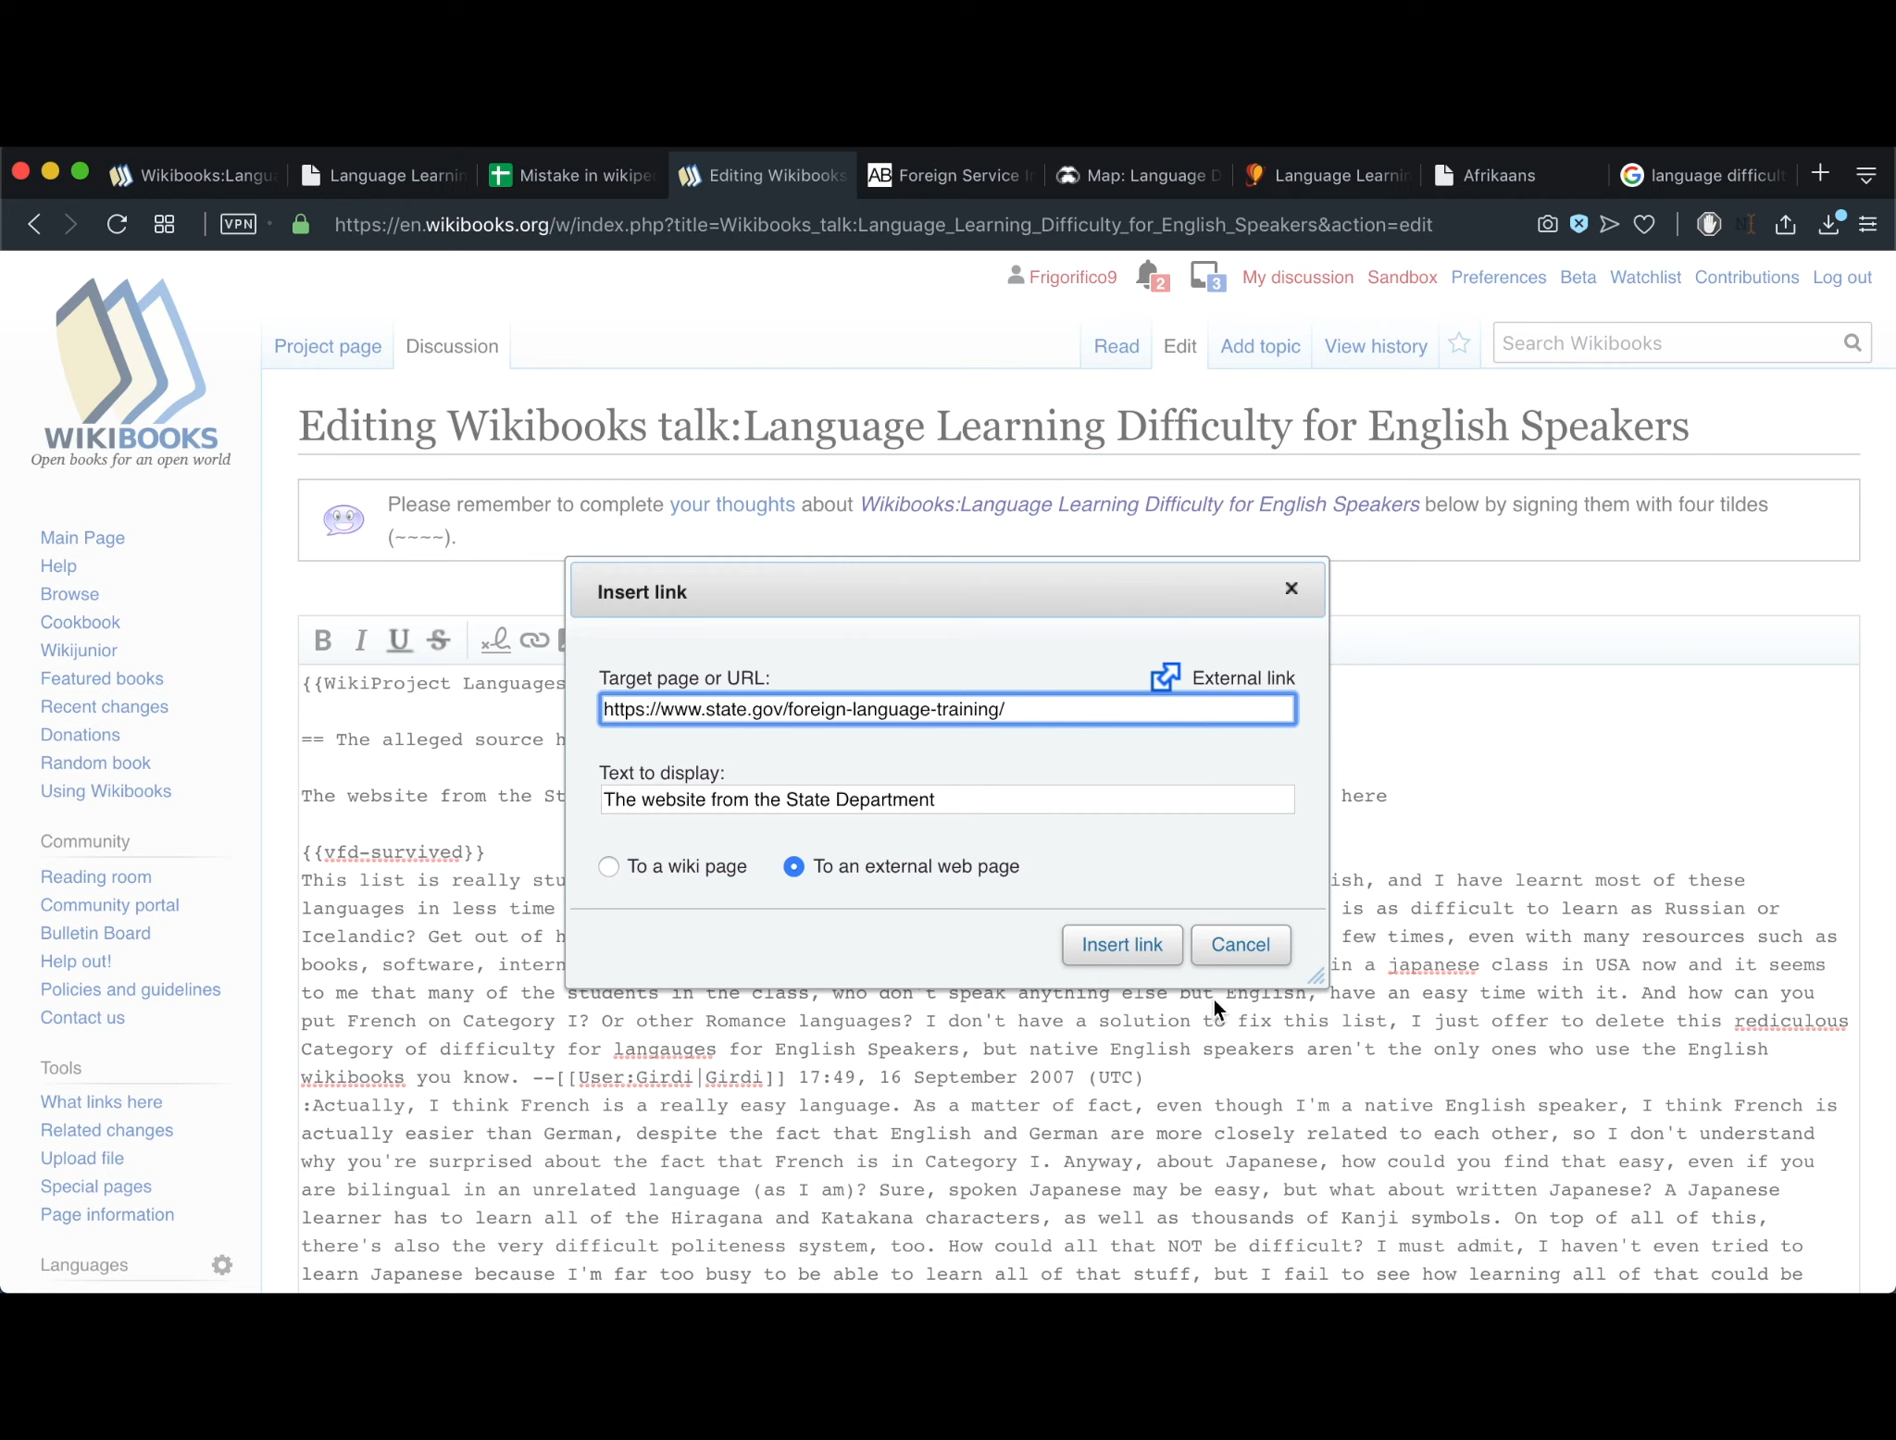 Wikibooks:Langu
Language Learnin
Mistake in wikipe
Editing Wikibooks
AB Foreign Service I
Map: Language D
Language Learnin
Afrikaans
language difficult
VPN
https://en.wikibooks.org/w/index.php?title=Wikibooks_talk:Language_Learning_Difficulty_for_English_Speakers&action=edit
Frigorifico9 2 3 My discussion Sandbox Preferences Beta Watchlist Contributions Log out
WIKIBOOKS
Open books for an open world
Project page Discussion Read Edit Add topic View history Search Wikibooks
Editing Wikibooks talk:Language Learning Difficulty for English Speakers
Please remember to complete your thoughts about Wikibooks:Language Learning Difficulty for English Speakers below by signing them with four tildes
(~~~~).
Main Page
Help
Browse
Cookbook
Wikijunior
Featured books
Recent changes
Donations
Random book
Using Wikibooks
Community
Reading room
Community portal
Bulletin Board
Help out!
Policies and guidelines
Contact us
Tools
What links here
Related changes
Upload file
Special pages
Page information
Languages
Insert link
Target page or URL:
External link
https://www.state.gov/foreign-language-training/
Text to display:
The website from the State Department
To a wiki page To an external web page
Insert link Cancel
B I U S
{{WikiProject Languages
== The alleged source h
The website from the St here
{{vfd-survived}}
This list is really stu ish, and I have learnt most of these
languages in less time is as difficult to learn as Russian or
Icelandic? Get out of h few times, even with many resources such as
books, software, intern in a japanese class in USA now and it seems
to me that many of the students in the class, who don't speak anything else but English, have an easy time with it. And how can you
put French on Category I? Or other Romance languages? I don't have a solution to fix this list, I just offer to delete this rediculous
Category of difficulty for langauges for English Speakers, but native English speakers aren't the only ones who use the English
wikibooks you know. --[[User:Girdi|Girdi]] 17:49, 16 September 2007 (UTC)
:Actually, I think French is a really easy language. As a matter of fact, even though I'm a native English speaker, I think French is
actually easier than German, despite the fact that English and German are more closely related to each other, so I don't understand
why you're surprised about the fact that French is in Category I. Anyway, about Japanese, how could you find that easy, even if you
are bilingual in an unrelated language (as I am)? Sure, spoken Japanese may be easy, but what about written Japanese? A Japanese
learner has to learn all of the Hiragana and Katakana characters, as well as thousands of Kanji symbols. On top of all of this,
there's also the very difficult politeness system, too. How could all that NOT be difficult? I must admit, I haven't even tried to
learn Japanese because I'm far too busy to be able to learn all of that stuff, but I fail to see how learning all of that could be